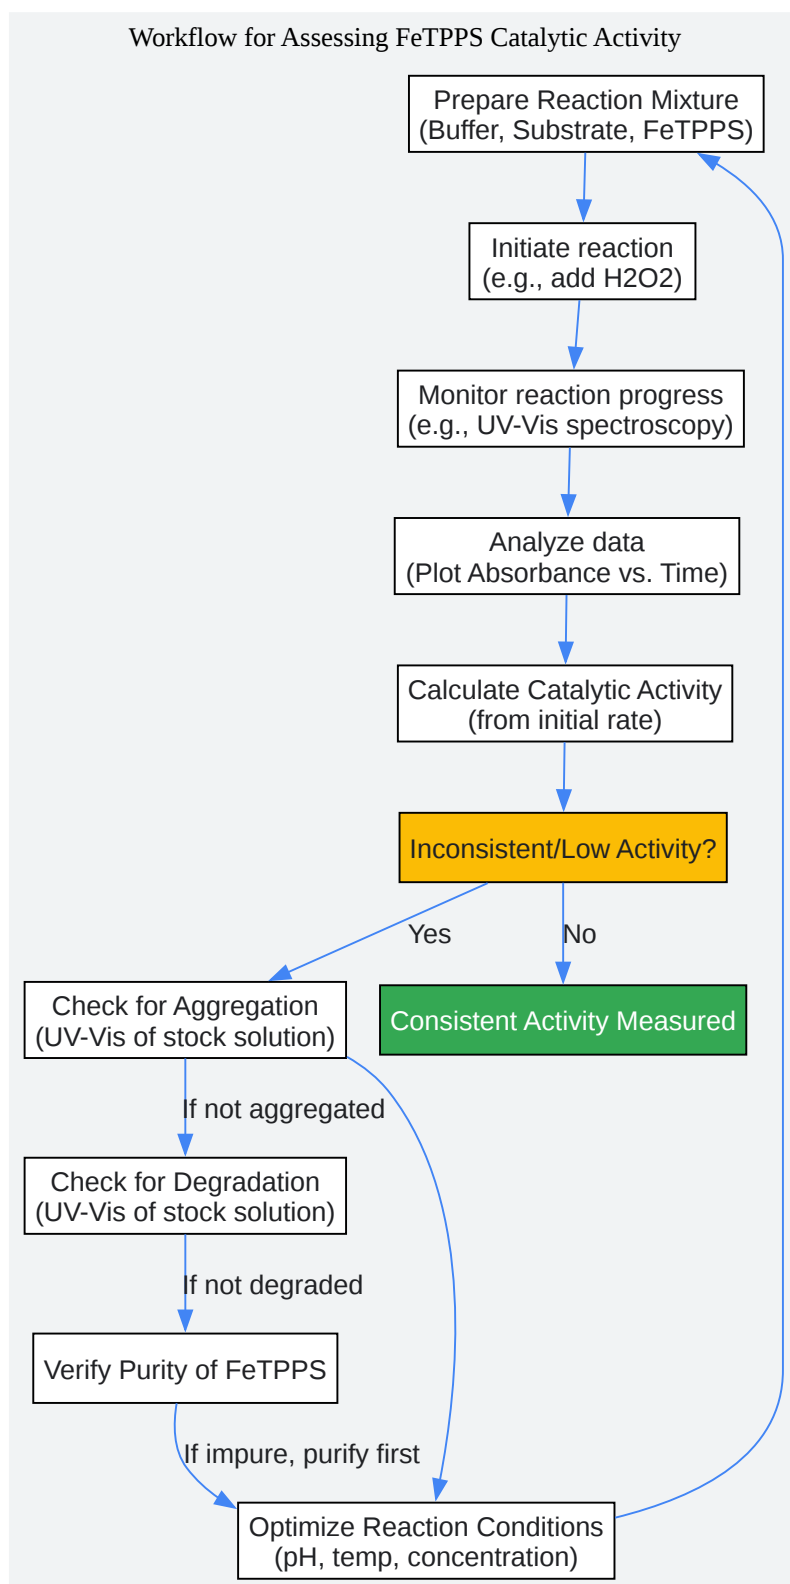 Workflow for Assessing FeTPPS Catalytic Activity
Prepare Reaction Mixture
(Buffer, Substrate, FeTPPS)
Initiate reaction
(e.g., add H2O2)
Monitor reaction progress
(e.g., UV-Vis spectroscopy)
Analyze data
(Plot Absorbance vs. Time)
Calculate Catalytic Activity
(from initial rate)
Inconsistent/Low Activity?
Yes
No
Check for Aggregation
(UV-Vis of stock solution)
Consistent Activity Measured
If not aggregated
Check for Degradation
(UV-Vis of stock solution)
If not degraded
Verify Purity of FeTPPS
If impure, purify first
Optimize Reaction Conditions
(pH, temp, concentration)